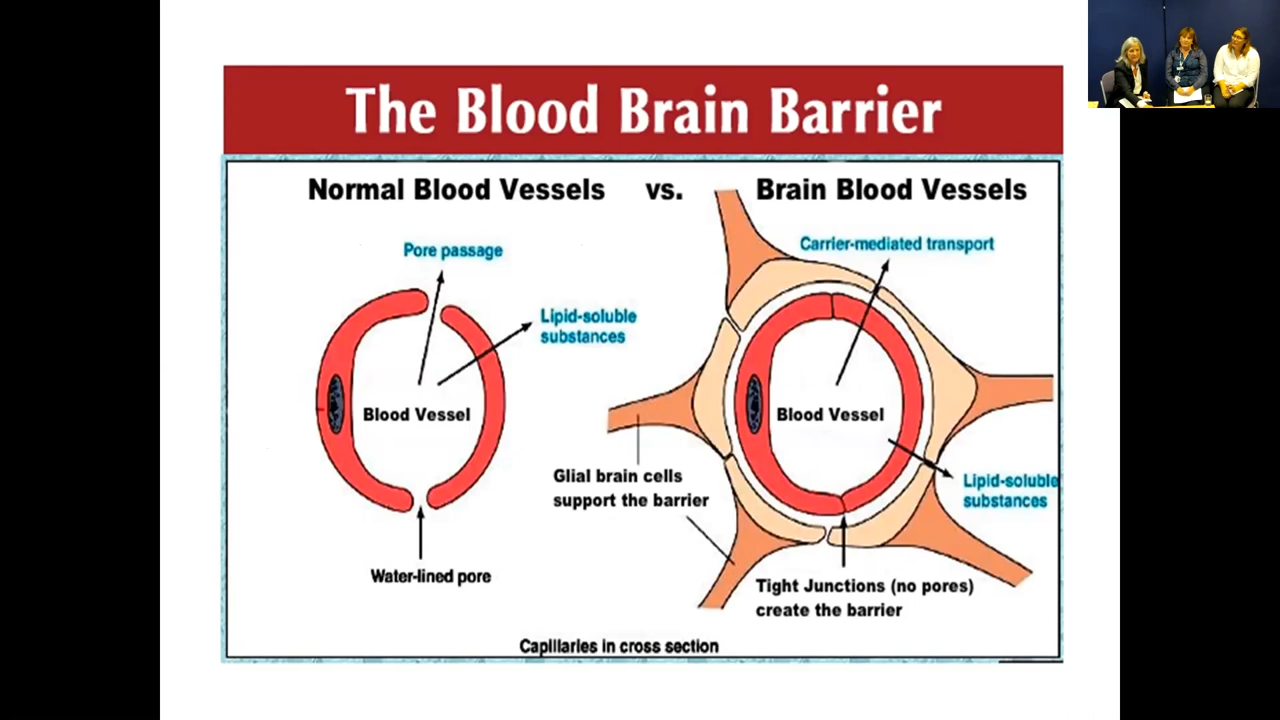 The Blood Brain Barrier
Normal Blood Vessels vs. Brain Blood Vessels
Pore passage
Lipid-soluble
substances
Blood Vessel
Water-lined pore
Carrier-mediated transport
Blood Vessel
Glial brain cells
support the barrier
Lipid-soluble
substances
Tight Junctions (no pores)
create the barrier
Capillaries in cross section